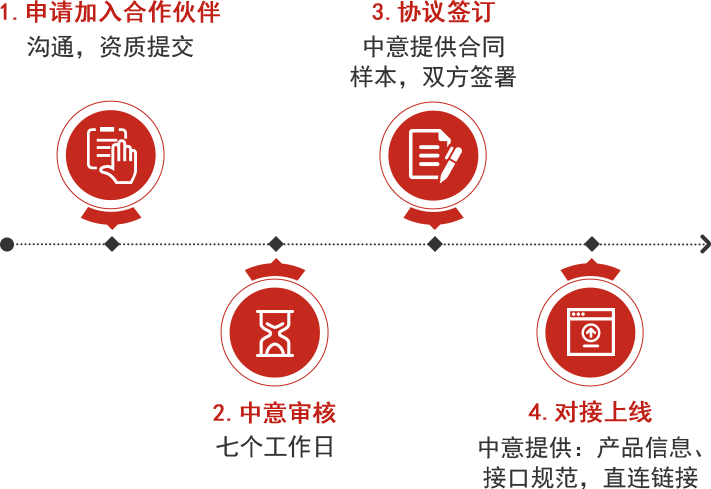 1. 申请加入合作伙伴
沟通，资质提交
2. 中意审核
七个工作日
3. 协议签订
中意提供合同
样本，双方签署
4. 对接上线
中意提供：产品信息、
接口规范，直连链接